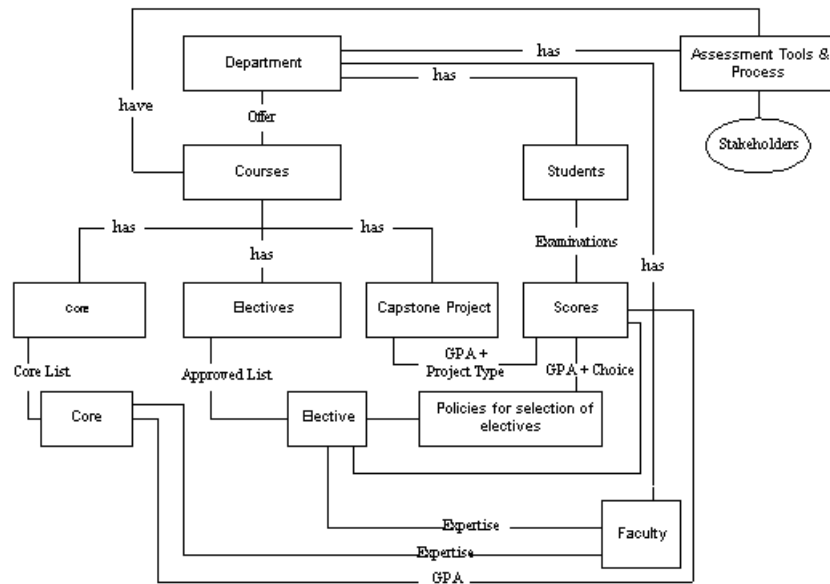 has
Department
Assessment Tools &
Process
has
have
Offer
Stakeholders
Courses
Students
has
has
Examinations
has
has
Core
Electives
Capstone Project
Scores
GPA +
Project Type
GPA + Choice
Core List
Approved List
Core
Elective
Policies for selection of
electives
Expertise
Faculty
Expertise
GPA